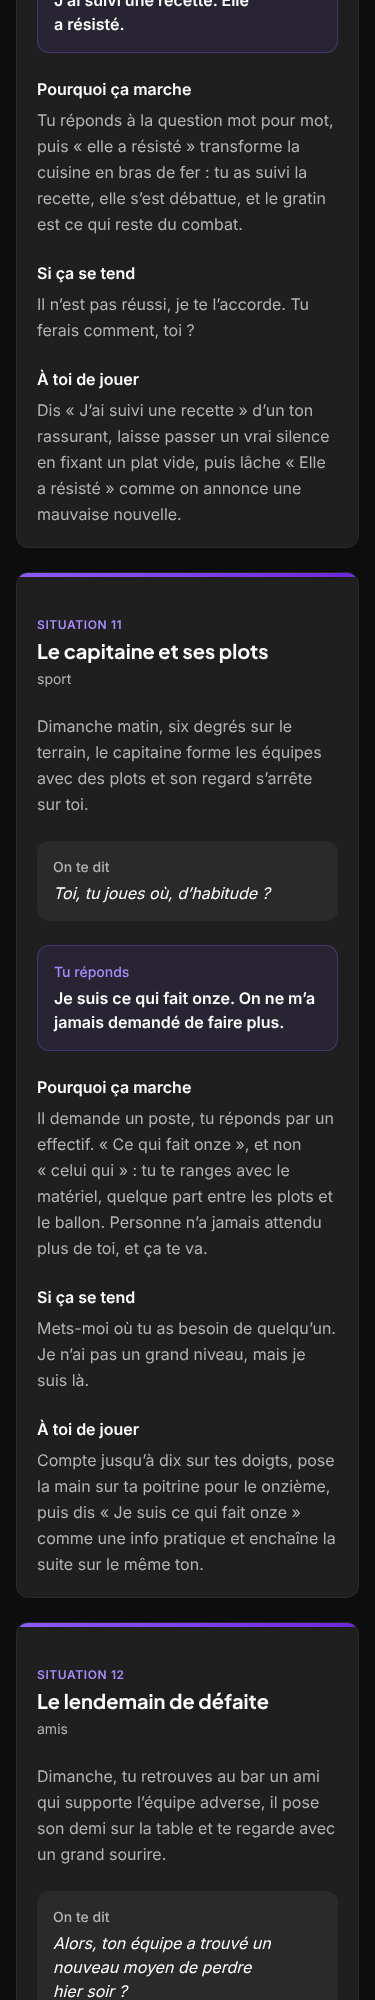 J'ai suivi une recette. Elle
a résisté.
Pourquoi ça marche
Tu réponds à la question mot pour mot,
puis « elle a résisté » transforme la
cuisine en bras de fer : tu as suivi la
recette, elle s’est débattue, et le gratin
est ce qui reste du combat.
Si ça se tend
Il n’est pas réussi, je te l’accorde. Tu
ferais comment, toi ?
À toi de jouer
Dis « J’ai suivi une recette » d’un ton
rassurant, laisse passer un vrai silence
en fixant un plat vide, puis lâche « Elle
a résisté » comme on annonce une
mauvaise nouvelle.
SITUATION 11
Le capitaine et ses plots
sport
Dimanche matin, six degrés sur le
terrain, le capitaine forme les équipes
avec des plots et son regard s’arrête
sur toi.
On te dit
Toi, tu joues où, d’habitude ?
Tu réponds
Je suis ce qui fait onze. On ne m’a
jamais demandé de faire plus.
Pourquoi ça marche
Il demande un poste, tu réponds par un
effectif. « Ce qui fait onze », et non
« celui qui » : tu te ranges avec le
matériel, quelque part entre les plots et
le ballon. Personne n’a jamais attendu
plus de toi, et ça te va.
Si ça se tend
Mets-moi où tu as besoin de quelqu’un.
Je n’ai pas un grand niveau, mais je
suis là.
À toi de jouer
Compte jusqu’à dix sur tes doigts, pose
la main sur ta poitrine pour le onzième,
puis dis « Je suis ce qui fait onze »
comme une info pratique et enchaîne la
suite sur le même ton.
SITUATION 12
Le lendemain de défaite
amis
Dimanche, tu retrouves au bar un ami
qui supporte l’équipe adverse, il pose
son demi sur la table et te regarde avec
un grand sourire.
On te dit
Alors, ton équipe a trouvé un
nouveau moyen de perdre
hier soir ?